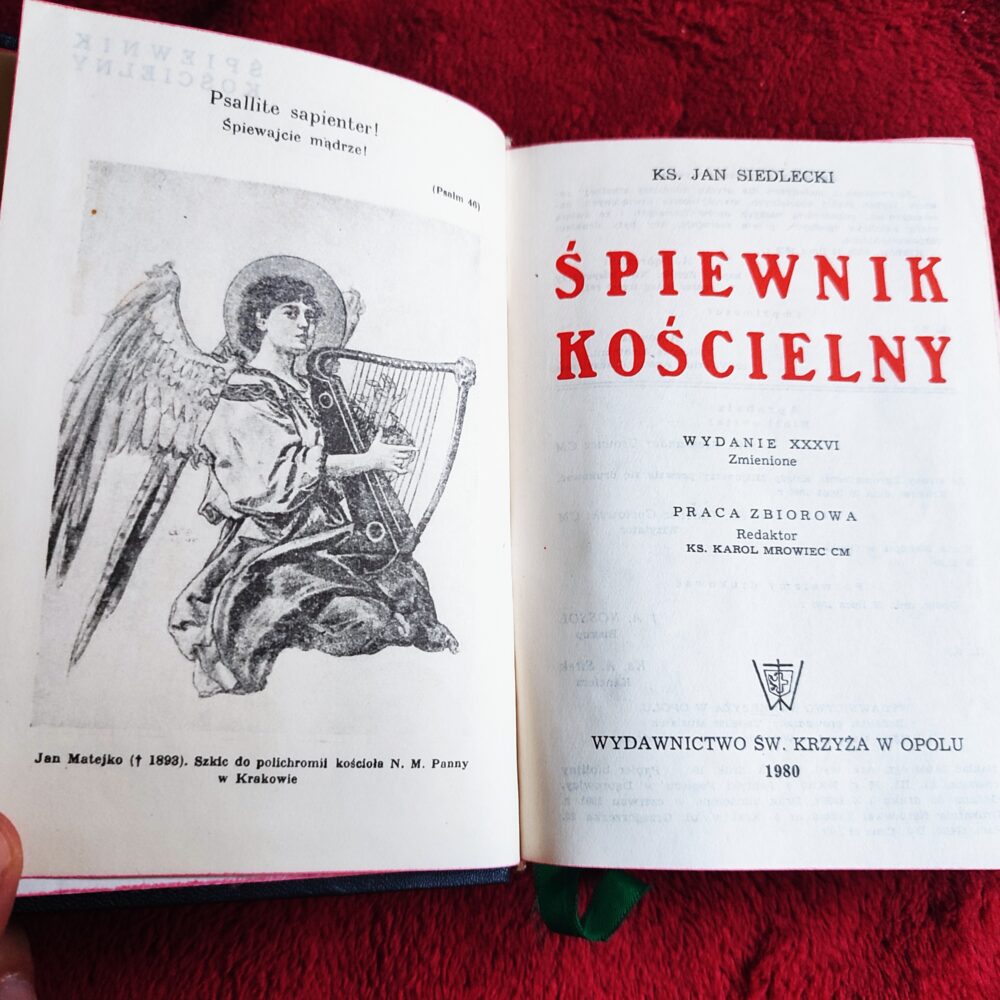 Psallite sapienter!
Śpiewajcie mądrze!
(Psalm 46)
Jan Matejko († 1893). Szkic do polichromii kościoła N. M. Panny
w Krakowie
KS. JAN SIEDLECKI
ŚPIEWNIK
KOŚCIELNY
WYDANIE XXXVI
Zmienione
PRACA ZBIOROWA
Redaktor
KS. KAROL MROWIEC CM
WYDAWNICTWO ŚW. KRZYŻA W OPOLU
1980